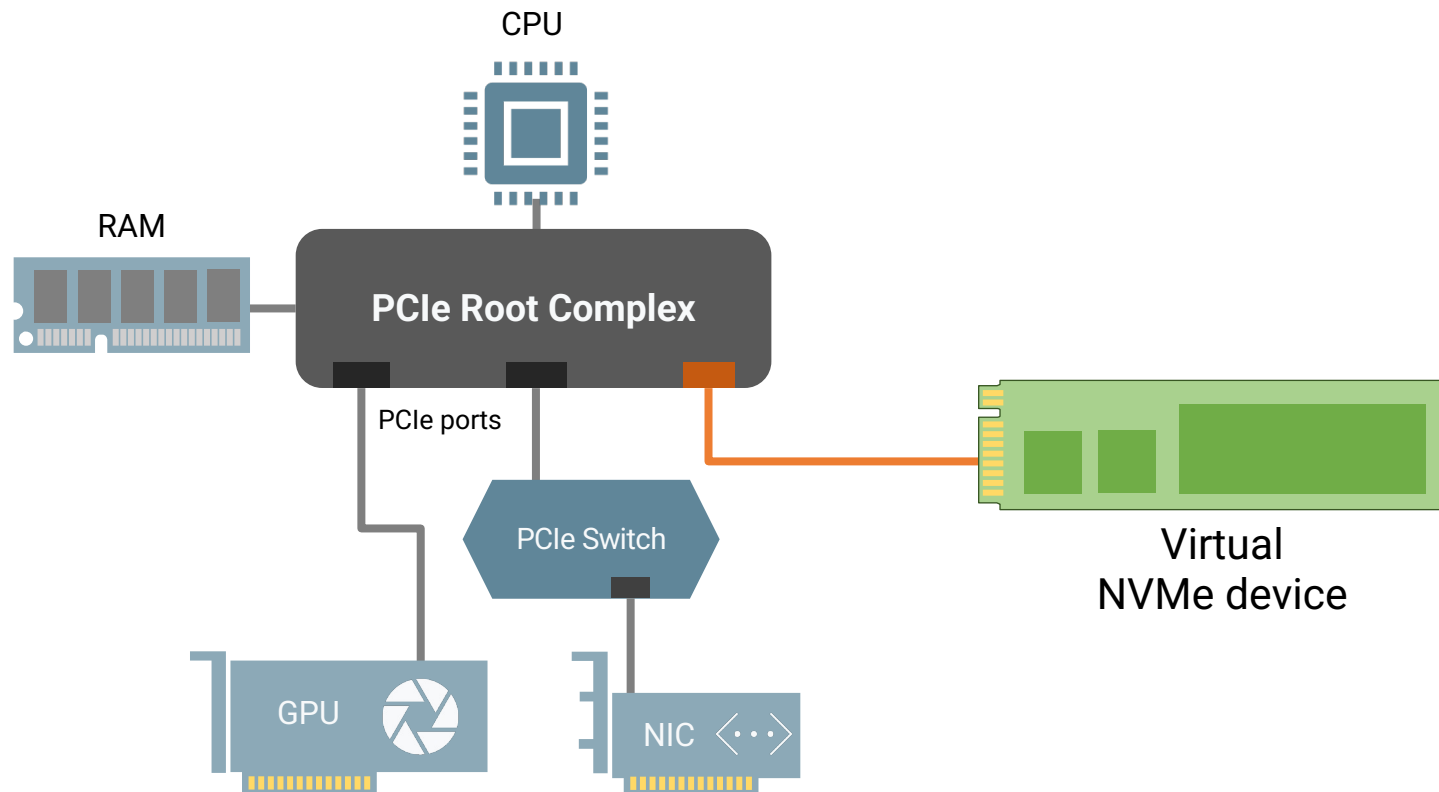 CPU
RAM
PCIe Root Complex
PCIe ports
PCIe Switch
Virtual
NVMe device
GPU
NIC